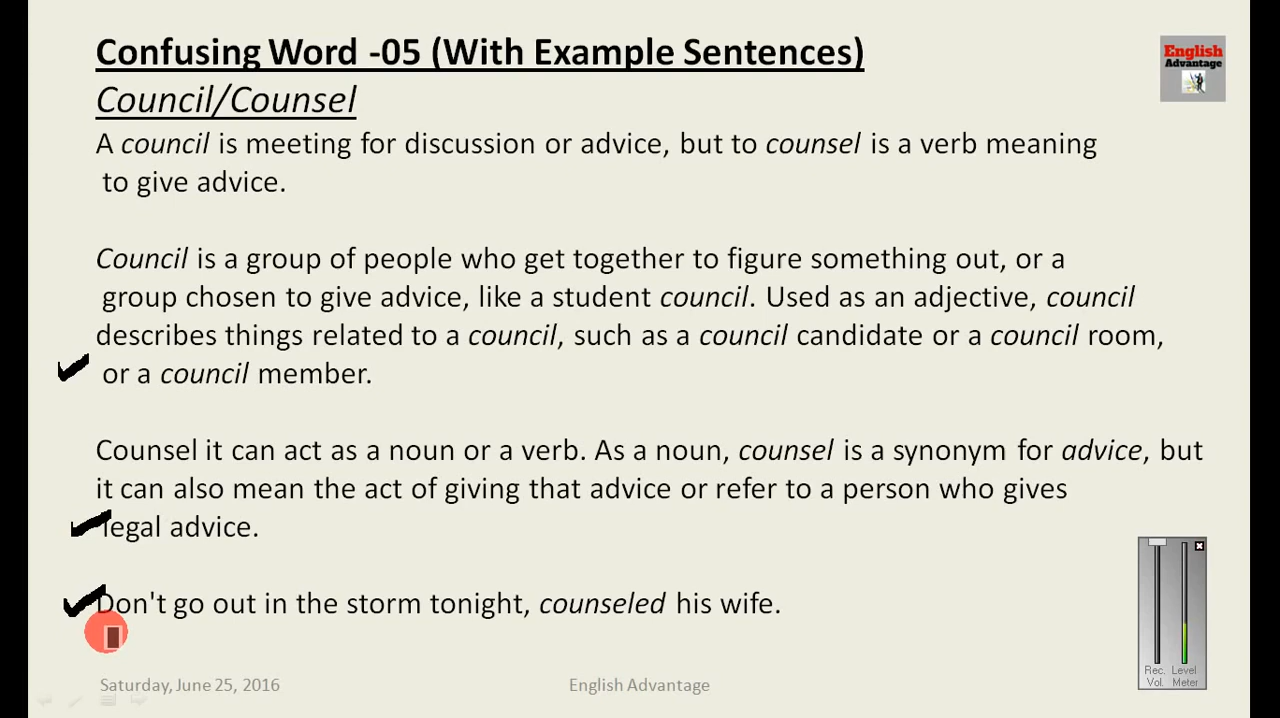 Confusing Word -05 (With Example Sentences)
English
Advantage
Council/Counsel
A council is meeting for discussion or advice, but to counsel is a verb meaning
to give advice.
Council is a group of people who get together to figure something out, or a
group chosen to give advice, like a student council. Used as an adjective, council
describes things related to a council, such as a council candidate or a council room,
or a council member.
Counsel it can act as a noun or a verb. As a noun, counsel is a synonym for advice, but
it can also mean the act of giving that advice or refer to a person who gives
legal advice.
Don't go out in the storm tonight, counseled his wife.
Rec. Level
Vol. Meter
Saturday, June 25, 2016 English Advantage